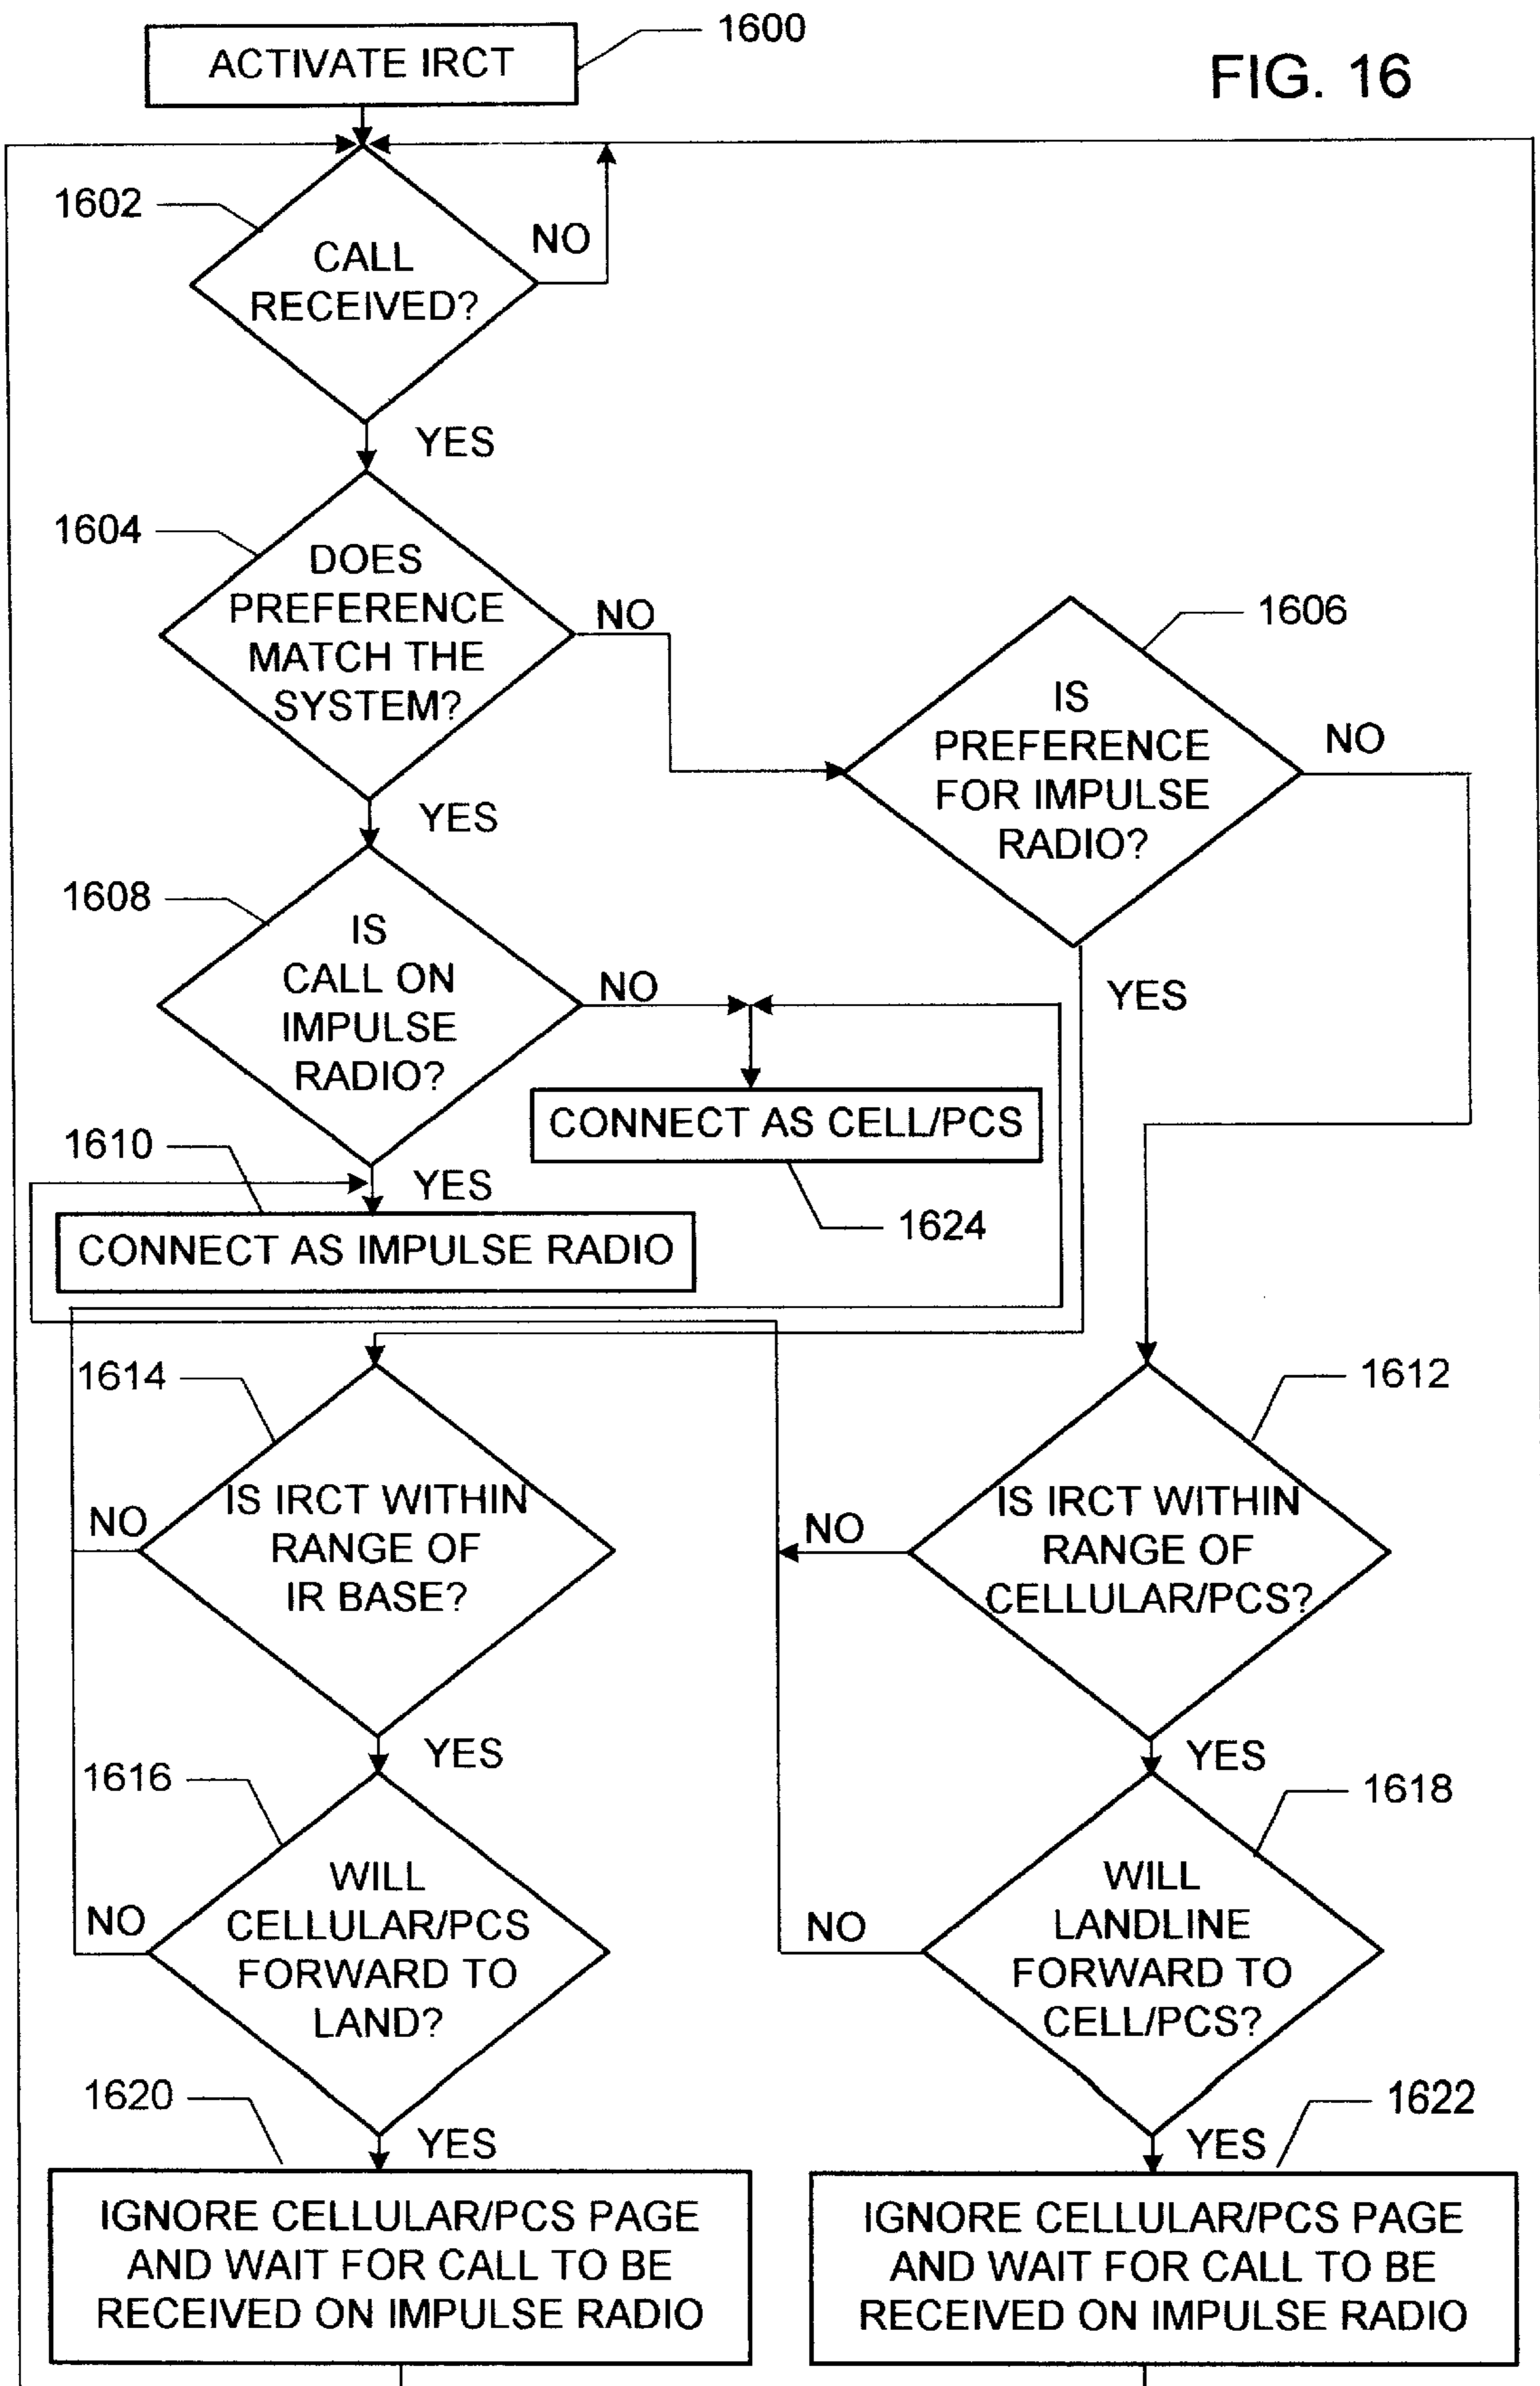 ACTIVATE IRCT
1600
FIG. 16
1602
CALL
RECEIVED?
NO
YES
1604
DOES
PREFERENCE
MATCH THE
SYSTEM?
NO
YES
1606
IS
PREFERENCE
FOR IMPULSE
RADIO?
NO
YES
1608
IS
CALL ON
IMPULSE
RADIO?
NO
YES
CONNECT AS CELL/PCS
1624
1610
CONNECT AS IMPULSE RADIO
1614
IS IRCT WITHIN
RANGE OF
IR BASE?
NO
YES
1612
IS IRCT WITHIN
RANGE OF
CELLULAR/PCS?
NO
YES
1616
WILL
CELLULAR/PCS
FORWARD TO
LAND?
NO
YES
1618
WILL
LANDLINE
FORWARD TO
CELL/PCS?
NO
YES
1620
IGNORE CELLULAR/PCS PAGE
AND WAIT FOR CALL TO BE
RECEIVED ON IMPULSE RADIO
1622
IGNORE CELLULAR/PCS PAGE
AND WAIT FOR CALL TO BE
RECEIVED ON IMPULSE RADIO